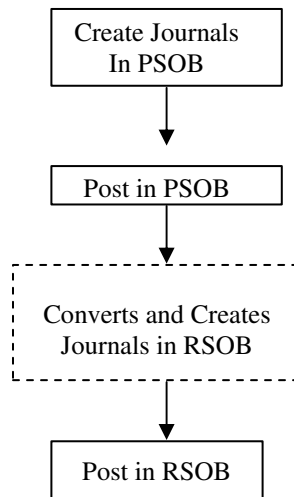 Create Journals
In PSOB
Post in PSOB
Converts and Creates
Journals in RSOB
Post in RSOB